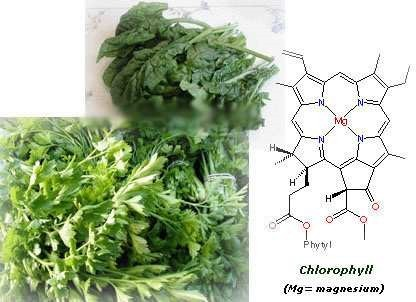 N N
Mg
N N
H
H
O
O O
O O
Phytyl
Chlorophyll
(Mg= magnesium)